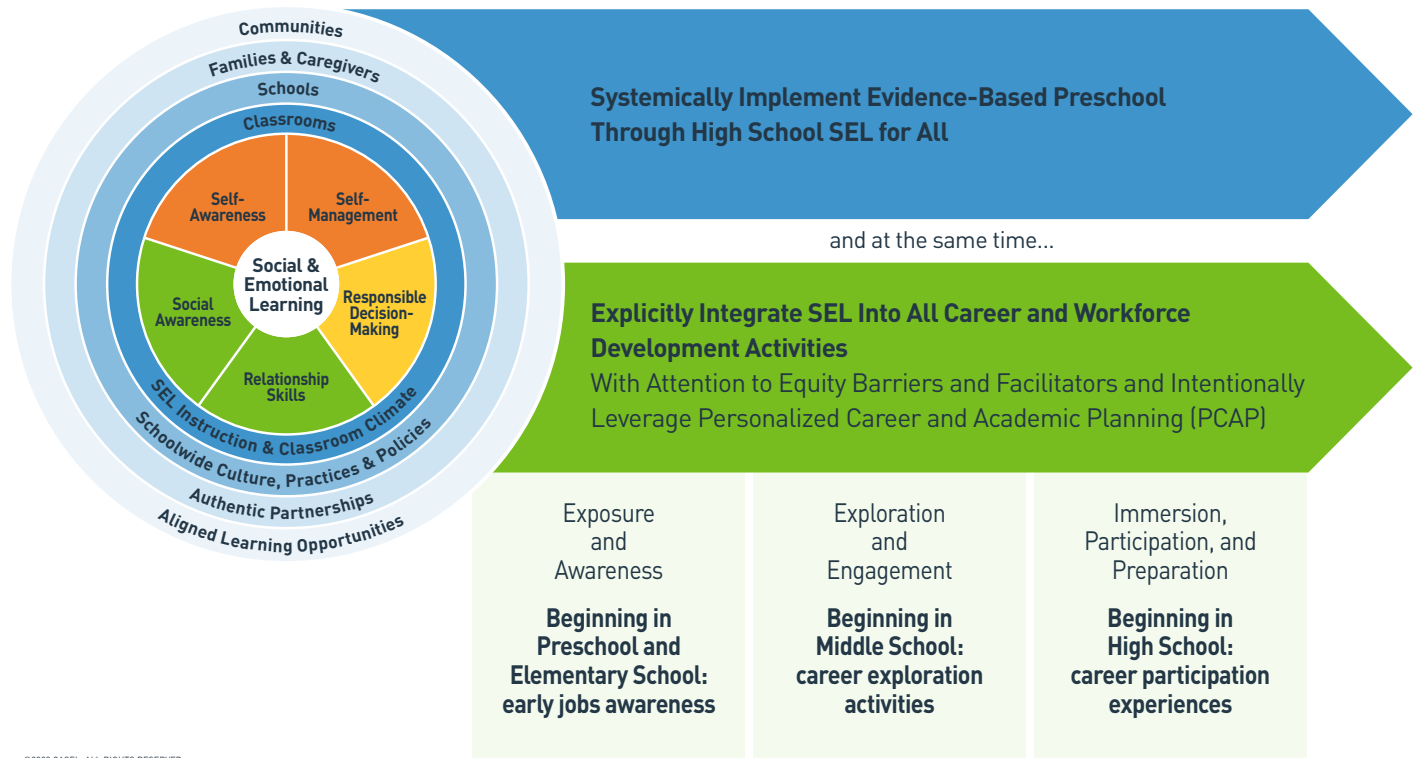 Communities
Families & Caregivers
Schools
Classrooms
Self-
Awareness
Self-
Management
Social
Awareness
Social &
Emotional
Learning
Responsible
Decision-
Making
Relationship
Skills
SEL Instruction & Classroom Climate
Schoolwide Culture, Practices & Policies
Authentic Partnerships
Aligned Learning Opportunities
Systemically Implement Evidence-Based Preschool
Through High School SEL for All
and at the same time...
Explicitly Integrate SEL Into All Career and Workforce
Development Activities
With Attention to Equity Barriers and Facilitators and Intentionally
Leverage Personalized Career and Academic Planning (PCAP)
Exposure
and
Awareness
Beginning in
Preschool and
Elementary School:
early jobs awareness
Exploration
and
Engagement
Beginning in
Middle School:
career exploration
activities
Immersion,
Participation, and
Preparation
Beginning in
High School:
career participation
experiences